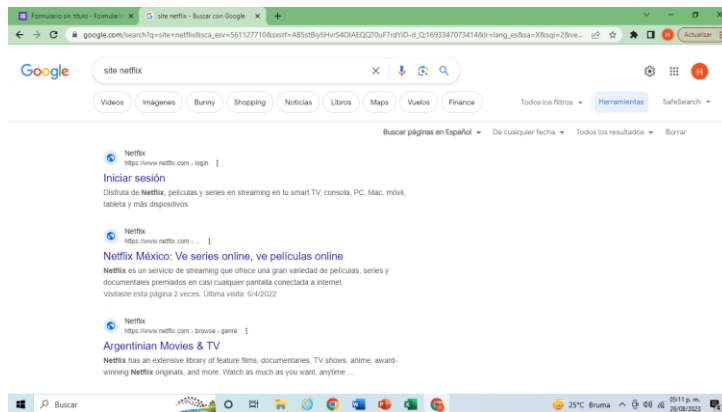 Formulario sin título - Formulari
site netflix - Buscar con Google
google.com/search?q=site+netflix&sca_esv=561127710&sxsrf=AB5stBiy5HvrS4OIAEQQT0uF7rdYiD-d_Q:1693347073414&lr=lang_es&sa=X&sqi=2&ve...
Actualizar
Google
site netflix
H
Videos Imágenes Bunny Shopping Noticias Libros Maps Vuelos Finance Todos los filtros Herramientas SafeSearch
Buscar páginas en Español De cualquier fecha Todos los resultados Borrar
Netflix
https://www.netflix.com › login
Iniciar sesión
Disfruta de Netflix, películas y series en streaming en tu smart TV, consola, PC, Mac, móvil,
tableta y más dispositivos.
Netflix
https://www.netflix.com › ...
Netflix México: Ve series online, ve películas online
Netflix es un servicio de streaming que ofrece una gran variedad de películas, series y
documentales premiados en casi cualquier pantalla conectada a internet.
Visitaste esta página 2 veces. Última visita: 6/4/2022
Netflix
https://www.netflix.com › browse › genre
Argentinian Movies & TV
Netflix has an extensive library of feature films, documentaries, TV shows, anime, award-
winning Netflix originals, and more. Watch as much as you want, anytime ...
Buscar
25°C Bruma
05:11 p. m.
29/08/2023